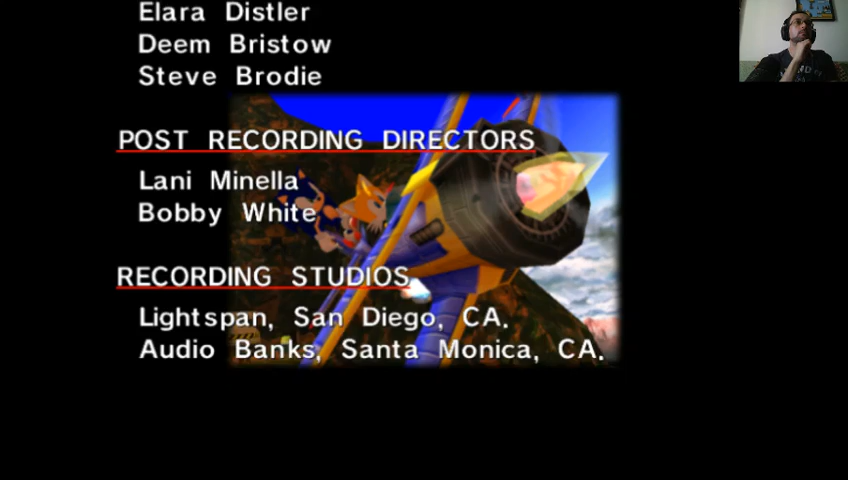 Elara Distler
Deem Bristow
Steve Brodie
POST RECORDING DIRECTORS
Lani Minella
Bobby White
RECORDING STUDIOS
Lightspan, San Diego, CA.
Audio Banks, Santa Monica, CA.